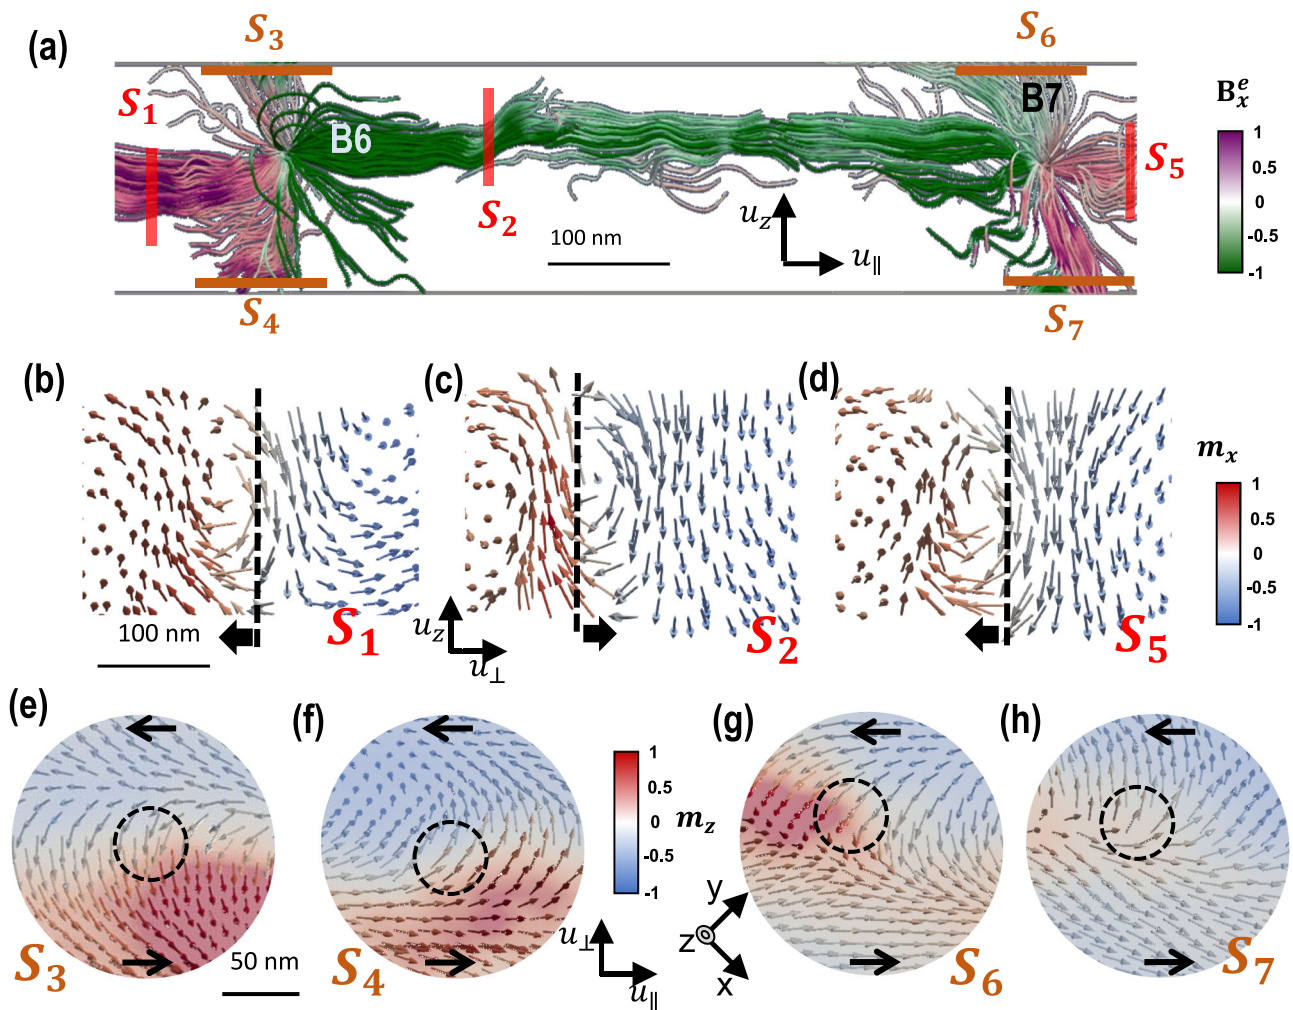 (a)
S₃
S₆
S₁
B6
B7
S₅
S₂
u_z
u_∥
100 nm
S₄
S₇
B_x^e
1
0.5
0
-0.5
-1
(b)
(c)
(d)
100 nm
S₁
u_z
u_⊥
S₂
S₅
m_x
1
0.5
0
-0.5
-1
(e)
(f)
(g)
(h)
1
0.5
0
-0.5
-1
m_z
S₃
50 nm
S₄
u_⊥
u_∥
y
z
x
S₆
S₇